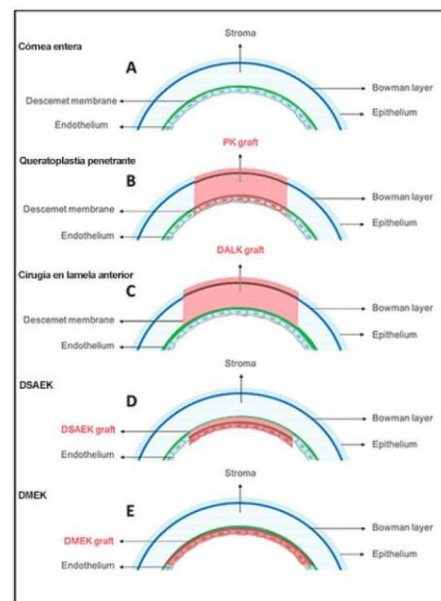 Córnea entera
Stroma
A
Bowman layer
Descemet membrane
Epithelium
Endothelium
Queratoplastia penetrante
PK graft
B
Bowman layer
Descemet membrane
Epithelium
Endothelium
DALK graft
Cirugía en lamela anterior
C
Bowman layer
Descemet membrane
Epithelium
Endothelium
Stroma
DSAEK
D
Bowman layer
DSAEK graft
Epithelium
Endothelium
Stroma
DMEK
E
Bowman layer
DMEK graft
Epithelium
Endothelium